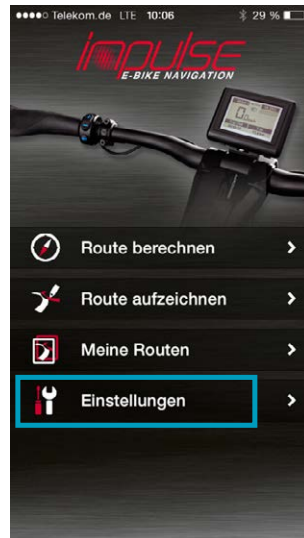 Telekom.de LTE 10:06 29 %
impulse
E-BIKE NAVIGATION
Route berechnen
Route aufzeichnen
Meine Routen
Einstellungen